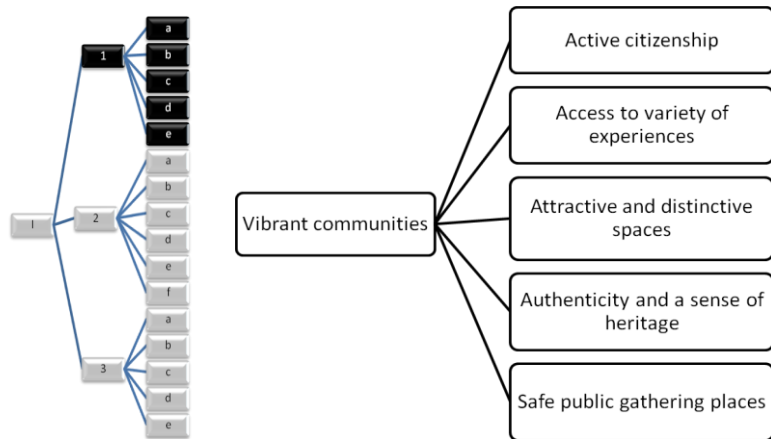 I
1
a
b
c
d
e
2
a
b
c
d
e
f
3
a
b
c
d
e
Vibrant communities
Active citizenship
Access to variety of
experiences
Attractive and distinctive
spaces
Authenticity and a sense of
heritage
Safe public gathering places